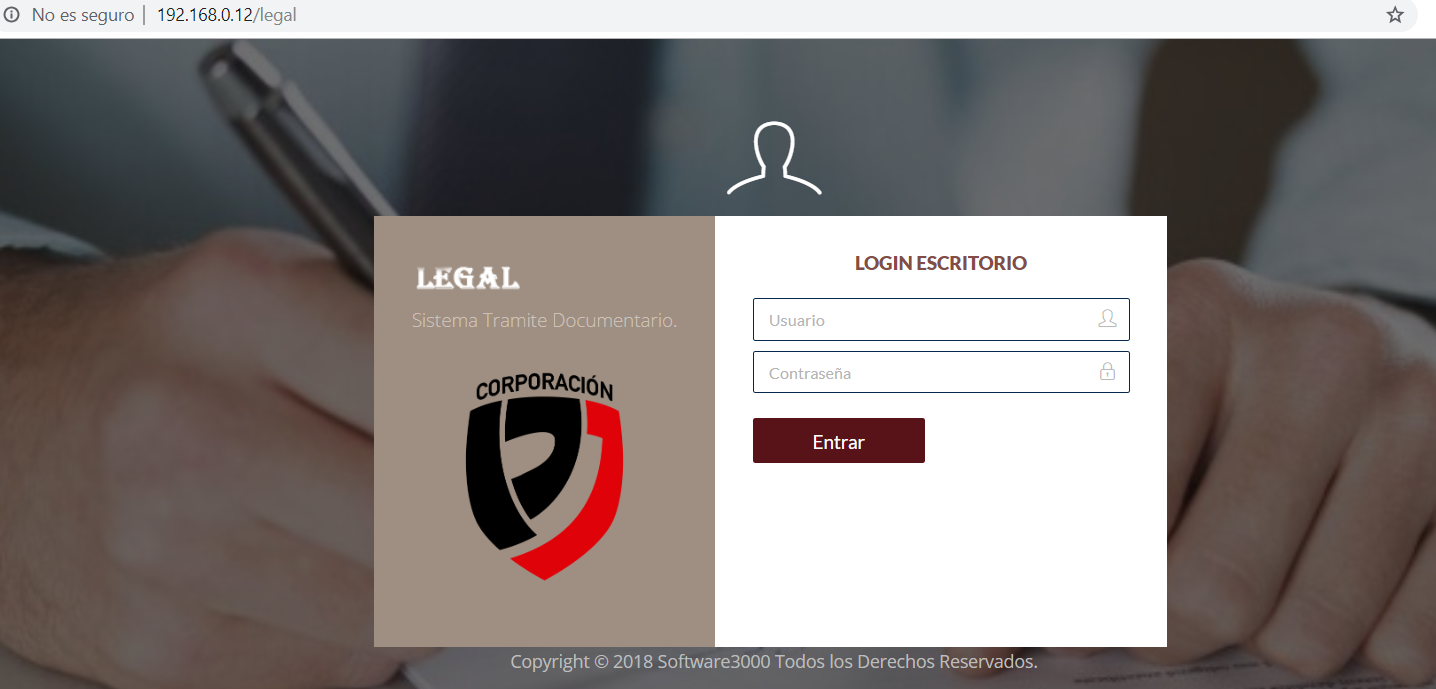 No es seguro | 192.168.0.12/legal
LEGAL
Sistema Tramite Documentario.
CORPORACIÓN
LOGIN ESCRITORIO
Usuario
Contraseña
Entrar
Copyright © 2018 Software3000 Todos los Derechos Reservados.